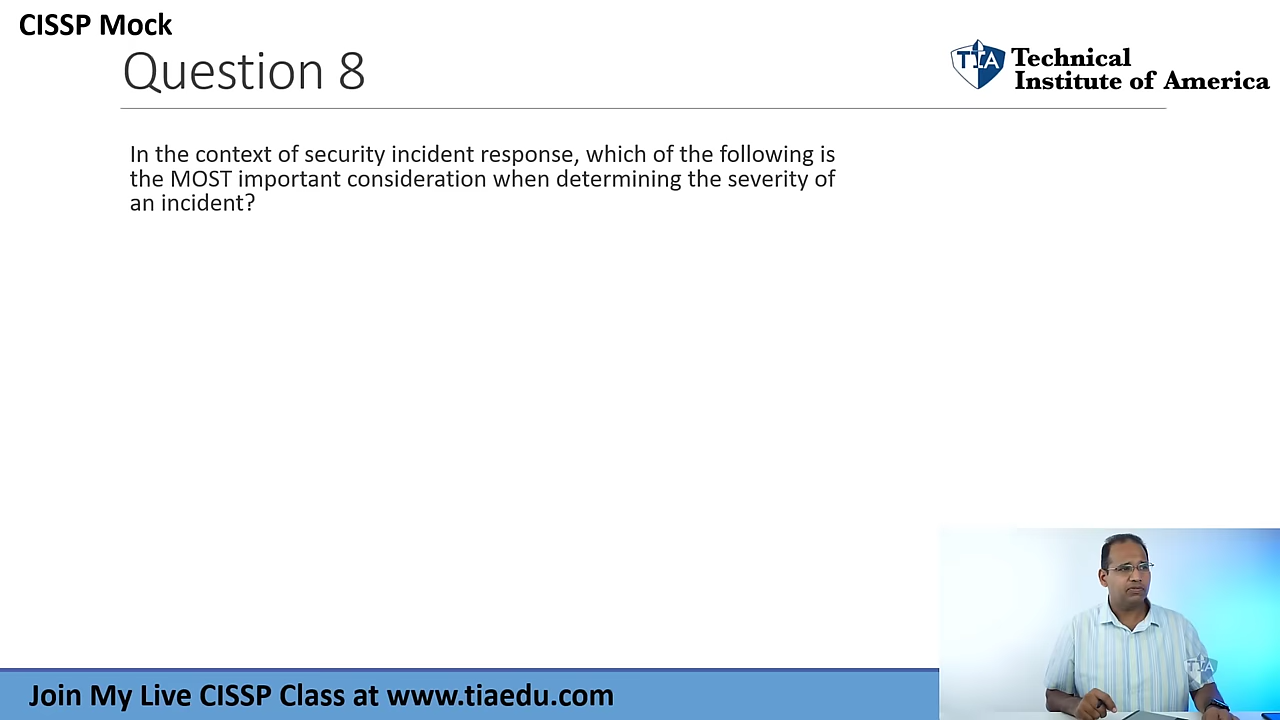 CISSP Mock
Question 8
TIA
Technical
Institute of America
In the context of security incident response, which of the following is
the MOST important consideration when determining the severity of
an incident?
TIA
Join My Live CISSP Class at www.tiaedu.com